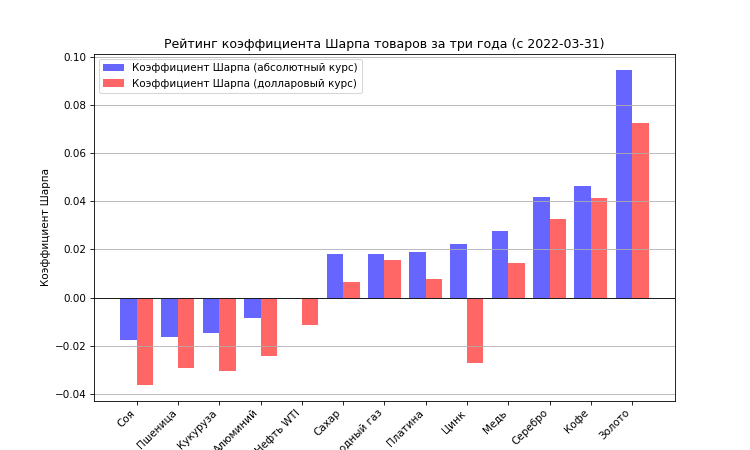 Рейтинг коэффициента Шарпа товаров за три года (с 2022-03-31)
Коэффициент Шарпа (абсолютный курс)
Коэффициент Шарпа (долларовый курс)
Коэффициент Шарпа
0.10
0.08
0.06
0.04
0.02
0.00
−0.02
−0.04
Соя
Пшеница
Кукуруза
Алюминий
Нефть WTI
Сахар
одный газ
Платина
Цинк
Медь
Серебро
Кофе
Золото